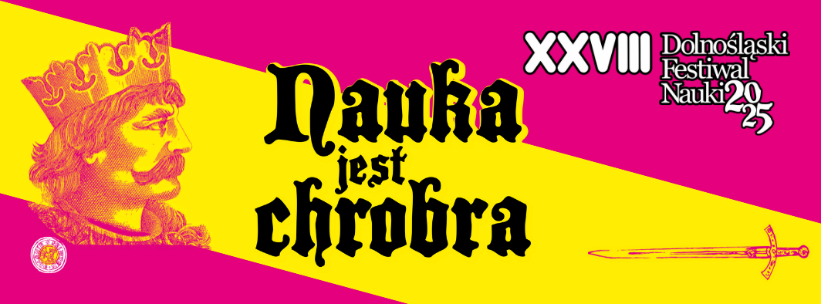 Nauka
jest
chrobra
XXVIII Dolnośląski
Festiwal
Nauki 2025